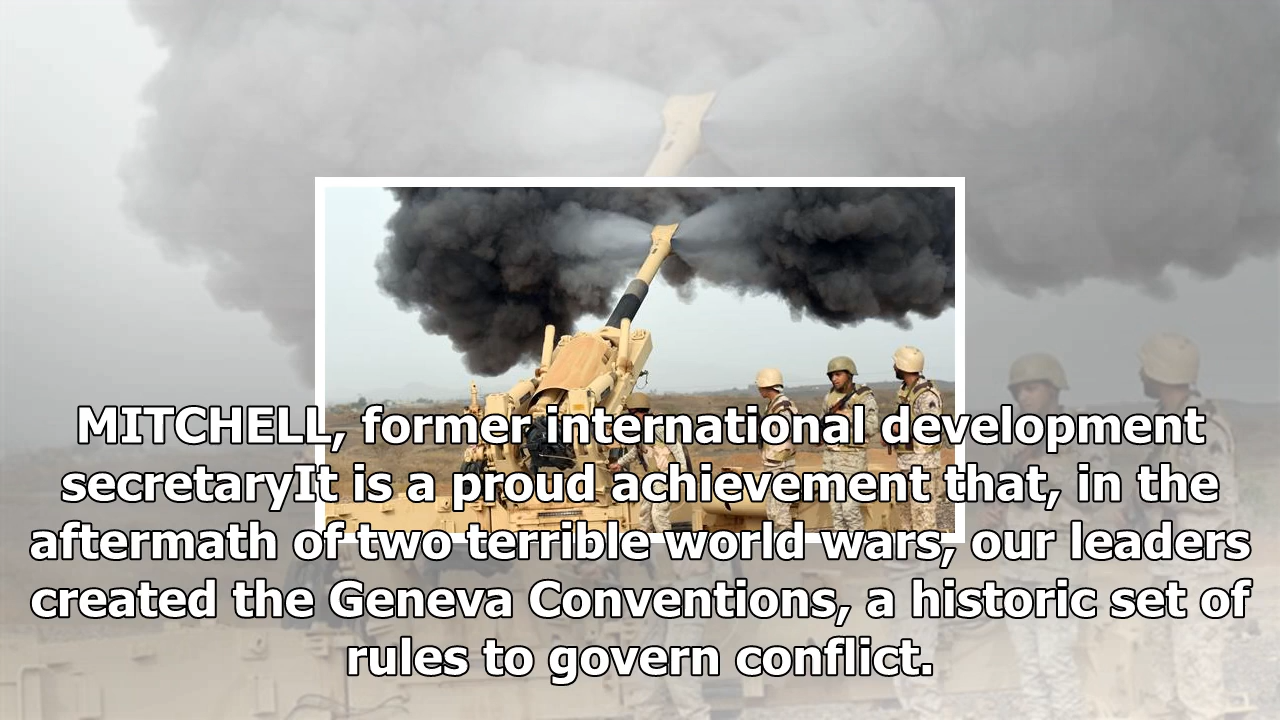 MITCHELL, former international development
secretaryIt is a proud achievement that, in the
aftermath of two terrible world wars, our leaders
created the Geneva Conventions, a historic set of
rules to govern conflict.